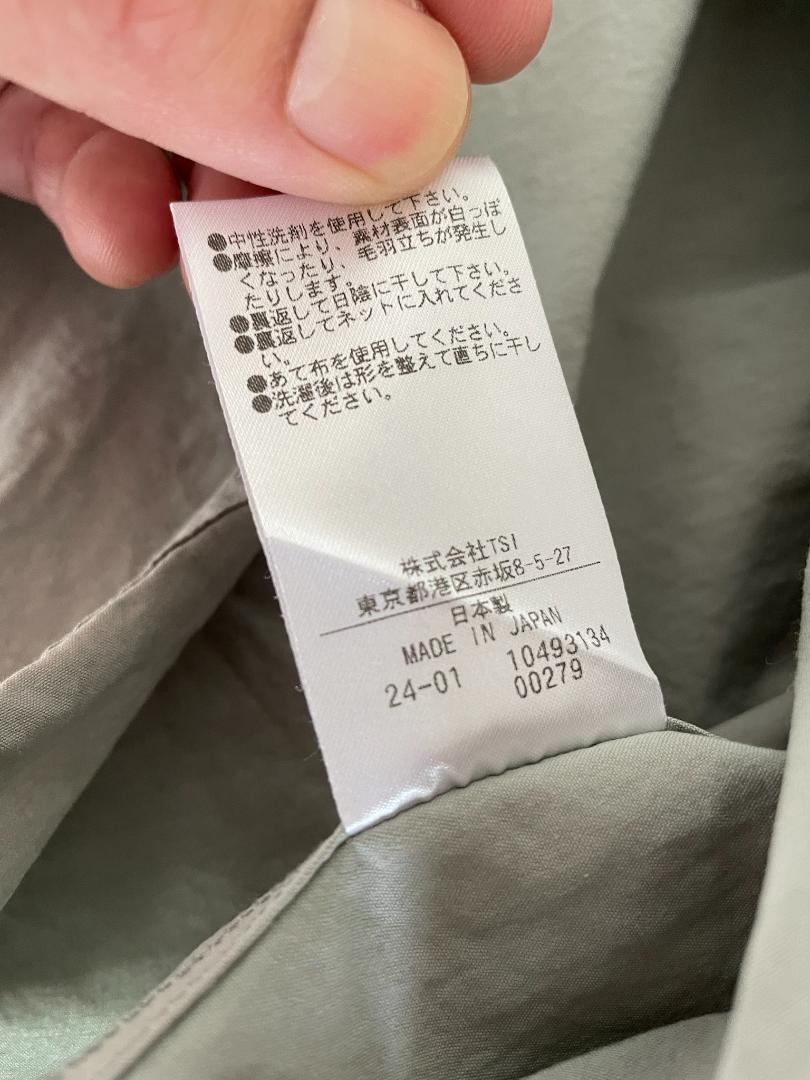 ●中性洗剤を使用して下さい。
●摩擦により、素材表面が白っぽ
くなったり、毛羽立ちが発生し
たりします。
●裏返して日陰に干して下さい。
●裏返してネットに入れてくださ
い。
●あて布を使用してください。
●洗濯後は形を整えて直ちに干し
てください。
株式会社TSI
東京都港区赤坂8-5-27
日本製
MADE IN JAPAN
24-01 10493134
00279